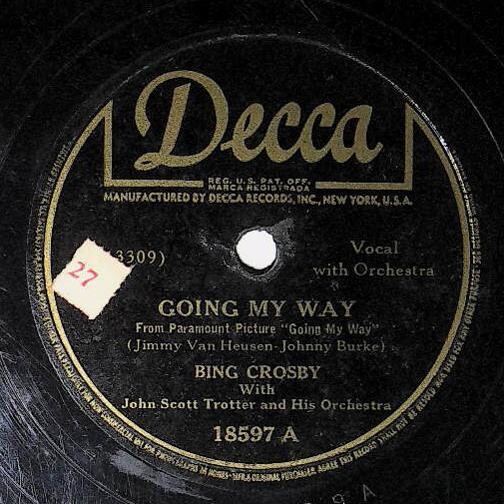 Decca
REG. U.S. PAT. OFF.
MARCA REGISTRADA
MANUFACTURED BY DECCA RECORDS, INC., NEW YORK, U.S.A.
3309)
Vocal
with Orchestra
27
GOING MY WAY
From Paramount Picture "Going My Way"
(Jimmy Van Heusen-Johnny Burke)
BING CROSBY
With
John Scott Trotter and His Orchestra
18597 A